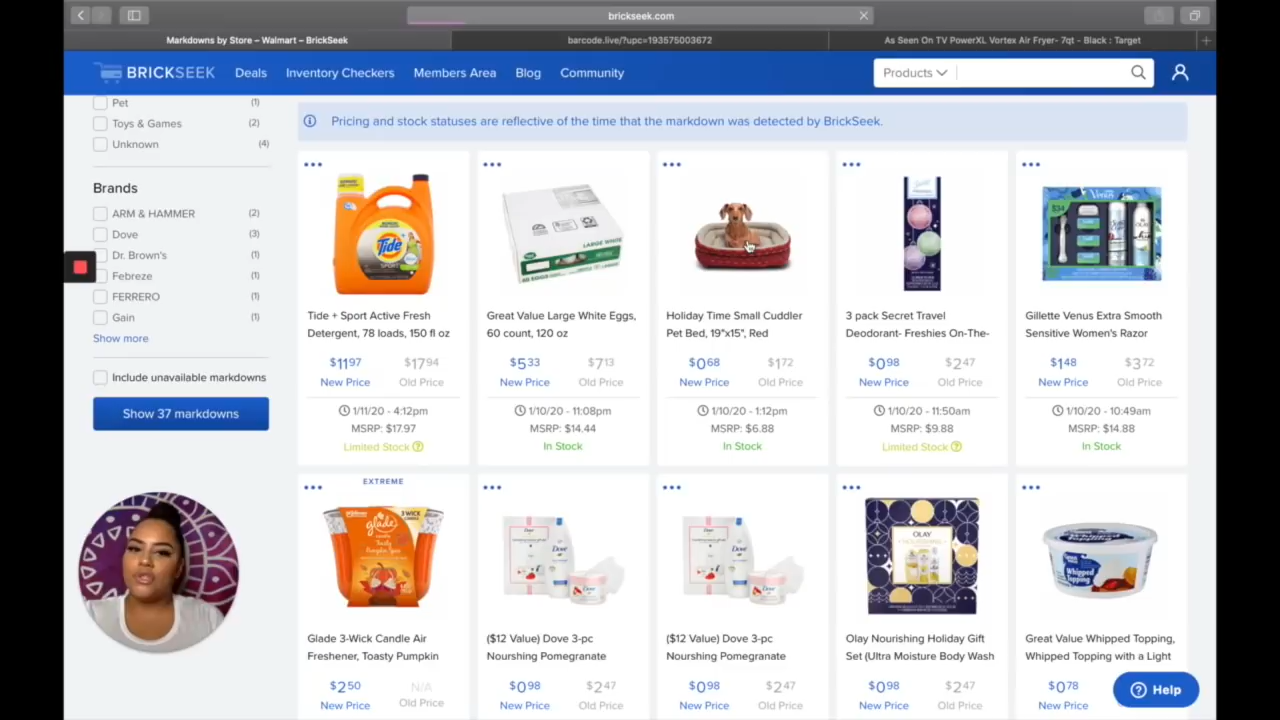 brickseek.com
Markdowns by Store – Walmart – BrickSeek
barcode.live/?upc=193575003672
As Seen On TV PowerXL Vortex Air Fryer- 7qt - Black : Target
BRICKSEEK
Deals
Inventory Checkers
Members Area
Blog
Community
Products
Pet (1)
Toys & Games (2)
Unknown (4)
Brands
ARM & HAMMER (2)
Dove (3)
Dr. Brown's (1)
Febreze (1)
FERRERO (1)
Gain (1)
Show more
Include unavailable markdowns
Show 37 markdowns
Pricing and stock statuses are reflective of the time that the markdown was detected by BrickSeek.
Tide
SPORT
Tide + Sport Active Fresh
Detergent, 78 loads, 150 fl oz
$11.97 $17.94
New Price Old Price
1/11/20 - 4:12pm
MSRP: $17.97
Limited Stock
LARGE WHITE
Great Value Large White Eggs,
60 count, 120 oz
$5.33 $7.13
New Price Old Price
1/10/20 - 11:08pm
MSRP: $14.44
In Stock
Holiday Time Small Cuddler
Pet Bed, 19"x15", Red
$0.68 $1.72
New Price Old Price
1/10/20 - 1:12pm
MSRP: $6.88
In Stock
3 pack Secret Travel
Deodorant- Freshies On-The-
$0.98 $2.47
New Price Old Price
1/10/20 - 11:50am
MSRP: $9.88
Limited Stock
$34
Venus
Gillette Venus Extra Smooth
Sensitive Women's Razor
$1.48 $3.72
New Price Old Price
1/10/20 - 10:49am
MSRP: $14.88
In Stock
EXTREME
glade
3-WICK
Glade 3-Wick Candle Air
Freshener, Toasty Pumpkin
$2.50 N/A
New Price Old Price
Dove
($12 Value) Dove 3-pc
Nourshing Pomegranate
$0.98 $2.47
New Price Old Price
Dove
($12 Value) Dove 3-pc
Nourshing Pomegranate
$0.98 $2.47
New Price Old Price
OLAY
Olay Nourishing Holiday Gift
Set (Ultra Moisture Body Wash
$0.98 $2.47
New Price Old Price
Whipped
Topping
Great Value Whipped Topping,
Whipped Topping with a Light
$0.78
New Price
Help